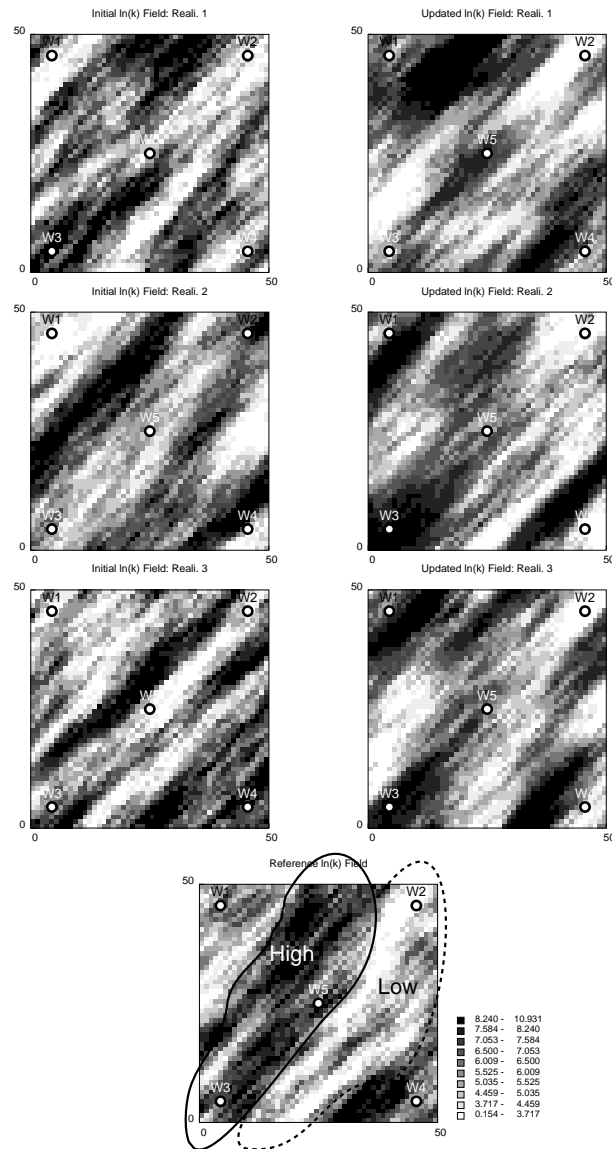 Initial ln(k) Field: Reali. 1
Updated ln(k) Field: Reali. 1
W1
W2
W1
W2
W5
W3
W3
W4
0
50
0
50
0
0
Initial ln(k) Field: Reali. 2
Updated ln(k) Field: Reali. 2
50
50
W1
W2
W1
W2
W5
W5
W3
W4
W3
0
0
0
50
0
50
Initial ln(k) Field: Reali. 3
Updated ln(k) Field: Reali. 3
50
50
W1
W2
W1
W2
W5
W3
W4
W3
W4
0
0
0
50
0
50
Reference ln(k) Field
50
W1
W2
High
W5
Low
W3
W4
0
0
50
8.240 - 10.931
7.584 - 8.240
7.053 - 7.584
6.500 - 7.053
6.009 - 6.500
5.525 - 6.009
5.035 - 5.525
4.459 - 5.035
3.717 - 4.459
0.154 - 3.717